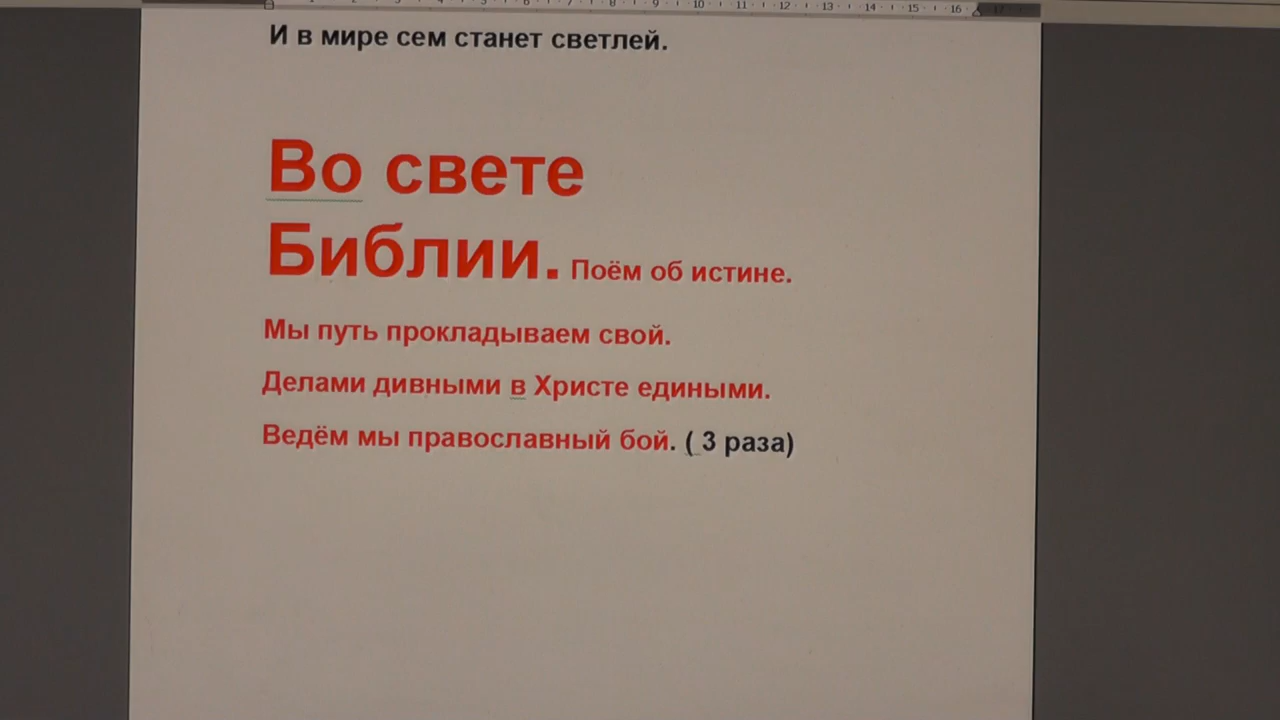 И в мире сем станет светлей.
Во свете
Библии. Поём об истине.
Мы путь прокладываем свой.
Делами дивными в Христе едиными.
Ведём мы православный бой. ( 3 раза)